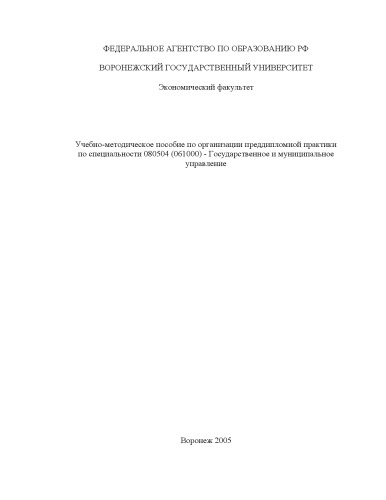 ФЕДЕРАЛЬНОЕ АГЕНТСТВО ПО ОБРАЗОВАНИЮ РФ
ВОРОНЕЖСКИЙ ГОСУДАРСТВЕННЫЙ УНИВЕРСИТЕТ
Экономический факультет
Учебно-методическое пособие по организации преддипломной практики
по специальности 080504 (061000) - Государственное и муниципальное
управление
Воронеж 2005